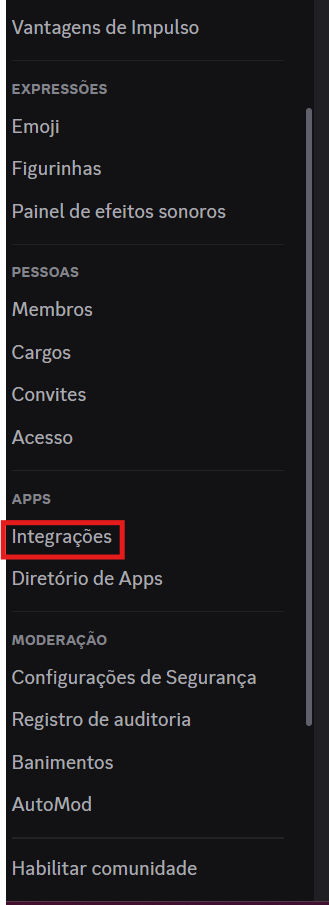 Vantagens de Impulso
EXPRESSÕES
Emoji
Figurinhas
Painel de efeitos sonoros
PESSOAS
Membros
Cargos
Convites
Acesso
APPS
Integrações
Diretório de Apps
MODERAÇÃO
Configurações de Segurança
Registro de auditoria
Banimentos
AutoMod
Habilitar comunidade